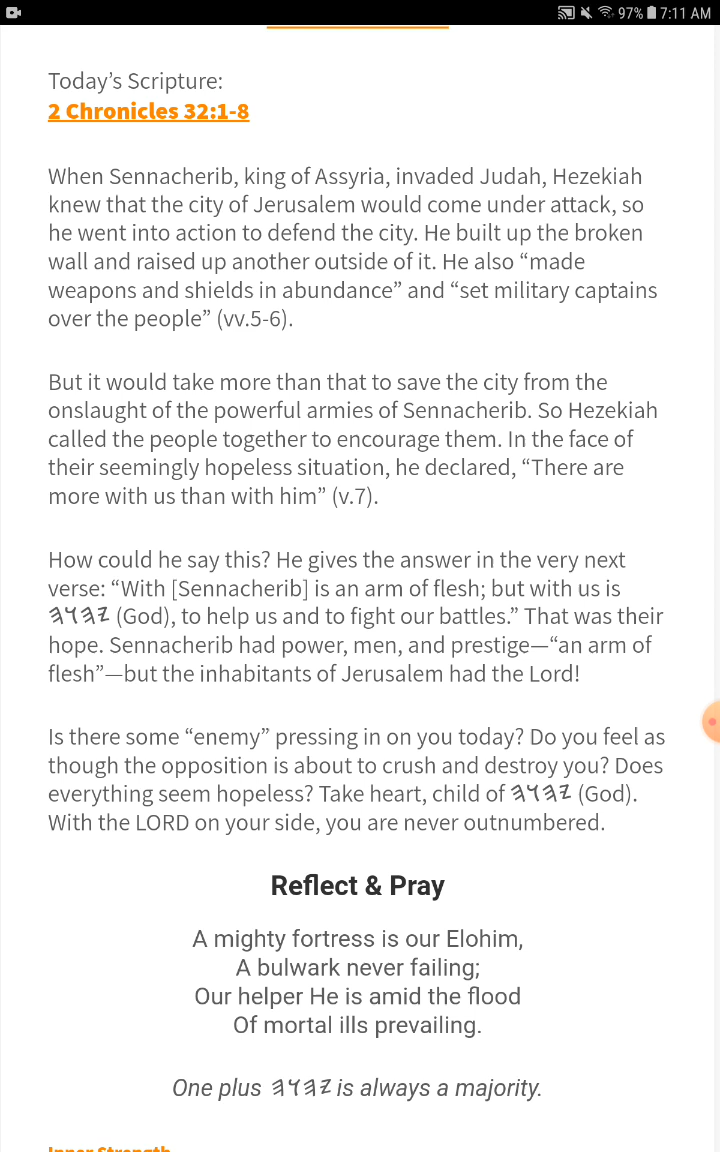 97% 7:11 AM
Today’s Scripture:
2 Chronicles 32:1-8
When Sennacherib, king of Assyria, invaded Judah, Hezekiah
knew that the city of Jerusalem would come under attack, so
he went into action to defend the city. He built up the broken
wall and raised up another outside of it. He also “made
weapons and shields in abundance” and “set military captains
over the people” (vv.5-6).
But it would take more than that to save the city from the
onslaught of the powerful armies of Sennacherib. So Hezekiah
called the people together to encourage them. In the face of
their seemingly hopeless situation, he declared, “There are
more with us than with him” (v.7).
How could he say this? He gives the answer in the very next
verse: “With [Sennacherib] is an arm of flesh; but with us is
𐤉𐤄𐤅𐤄 (God), to help us and to fight our battles.” That was their
hope. Sennacherib had power, men, and prestige—“an arm of
flesh”—but the inhabitants of Jerusalem had the Lord!
Is there some “enemy” pressing in on you today? Do you feel as
though the opposition is about to crush and destroy you? Does
everything seem hopeless? Take heart, child of 𐤉𐤄𐤅𐤄 (God).
With the LORD on your side, you are never outnumbered.
Reflect & Pray
A mighty fortress is our Elohim,
A bulwark never failing;
Our helper He is amid the flood
Of mortal ills prevailing.
One plus 𐤉𐤄𐤅𐤄 is always a majority.
Inner Strength